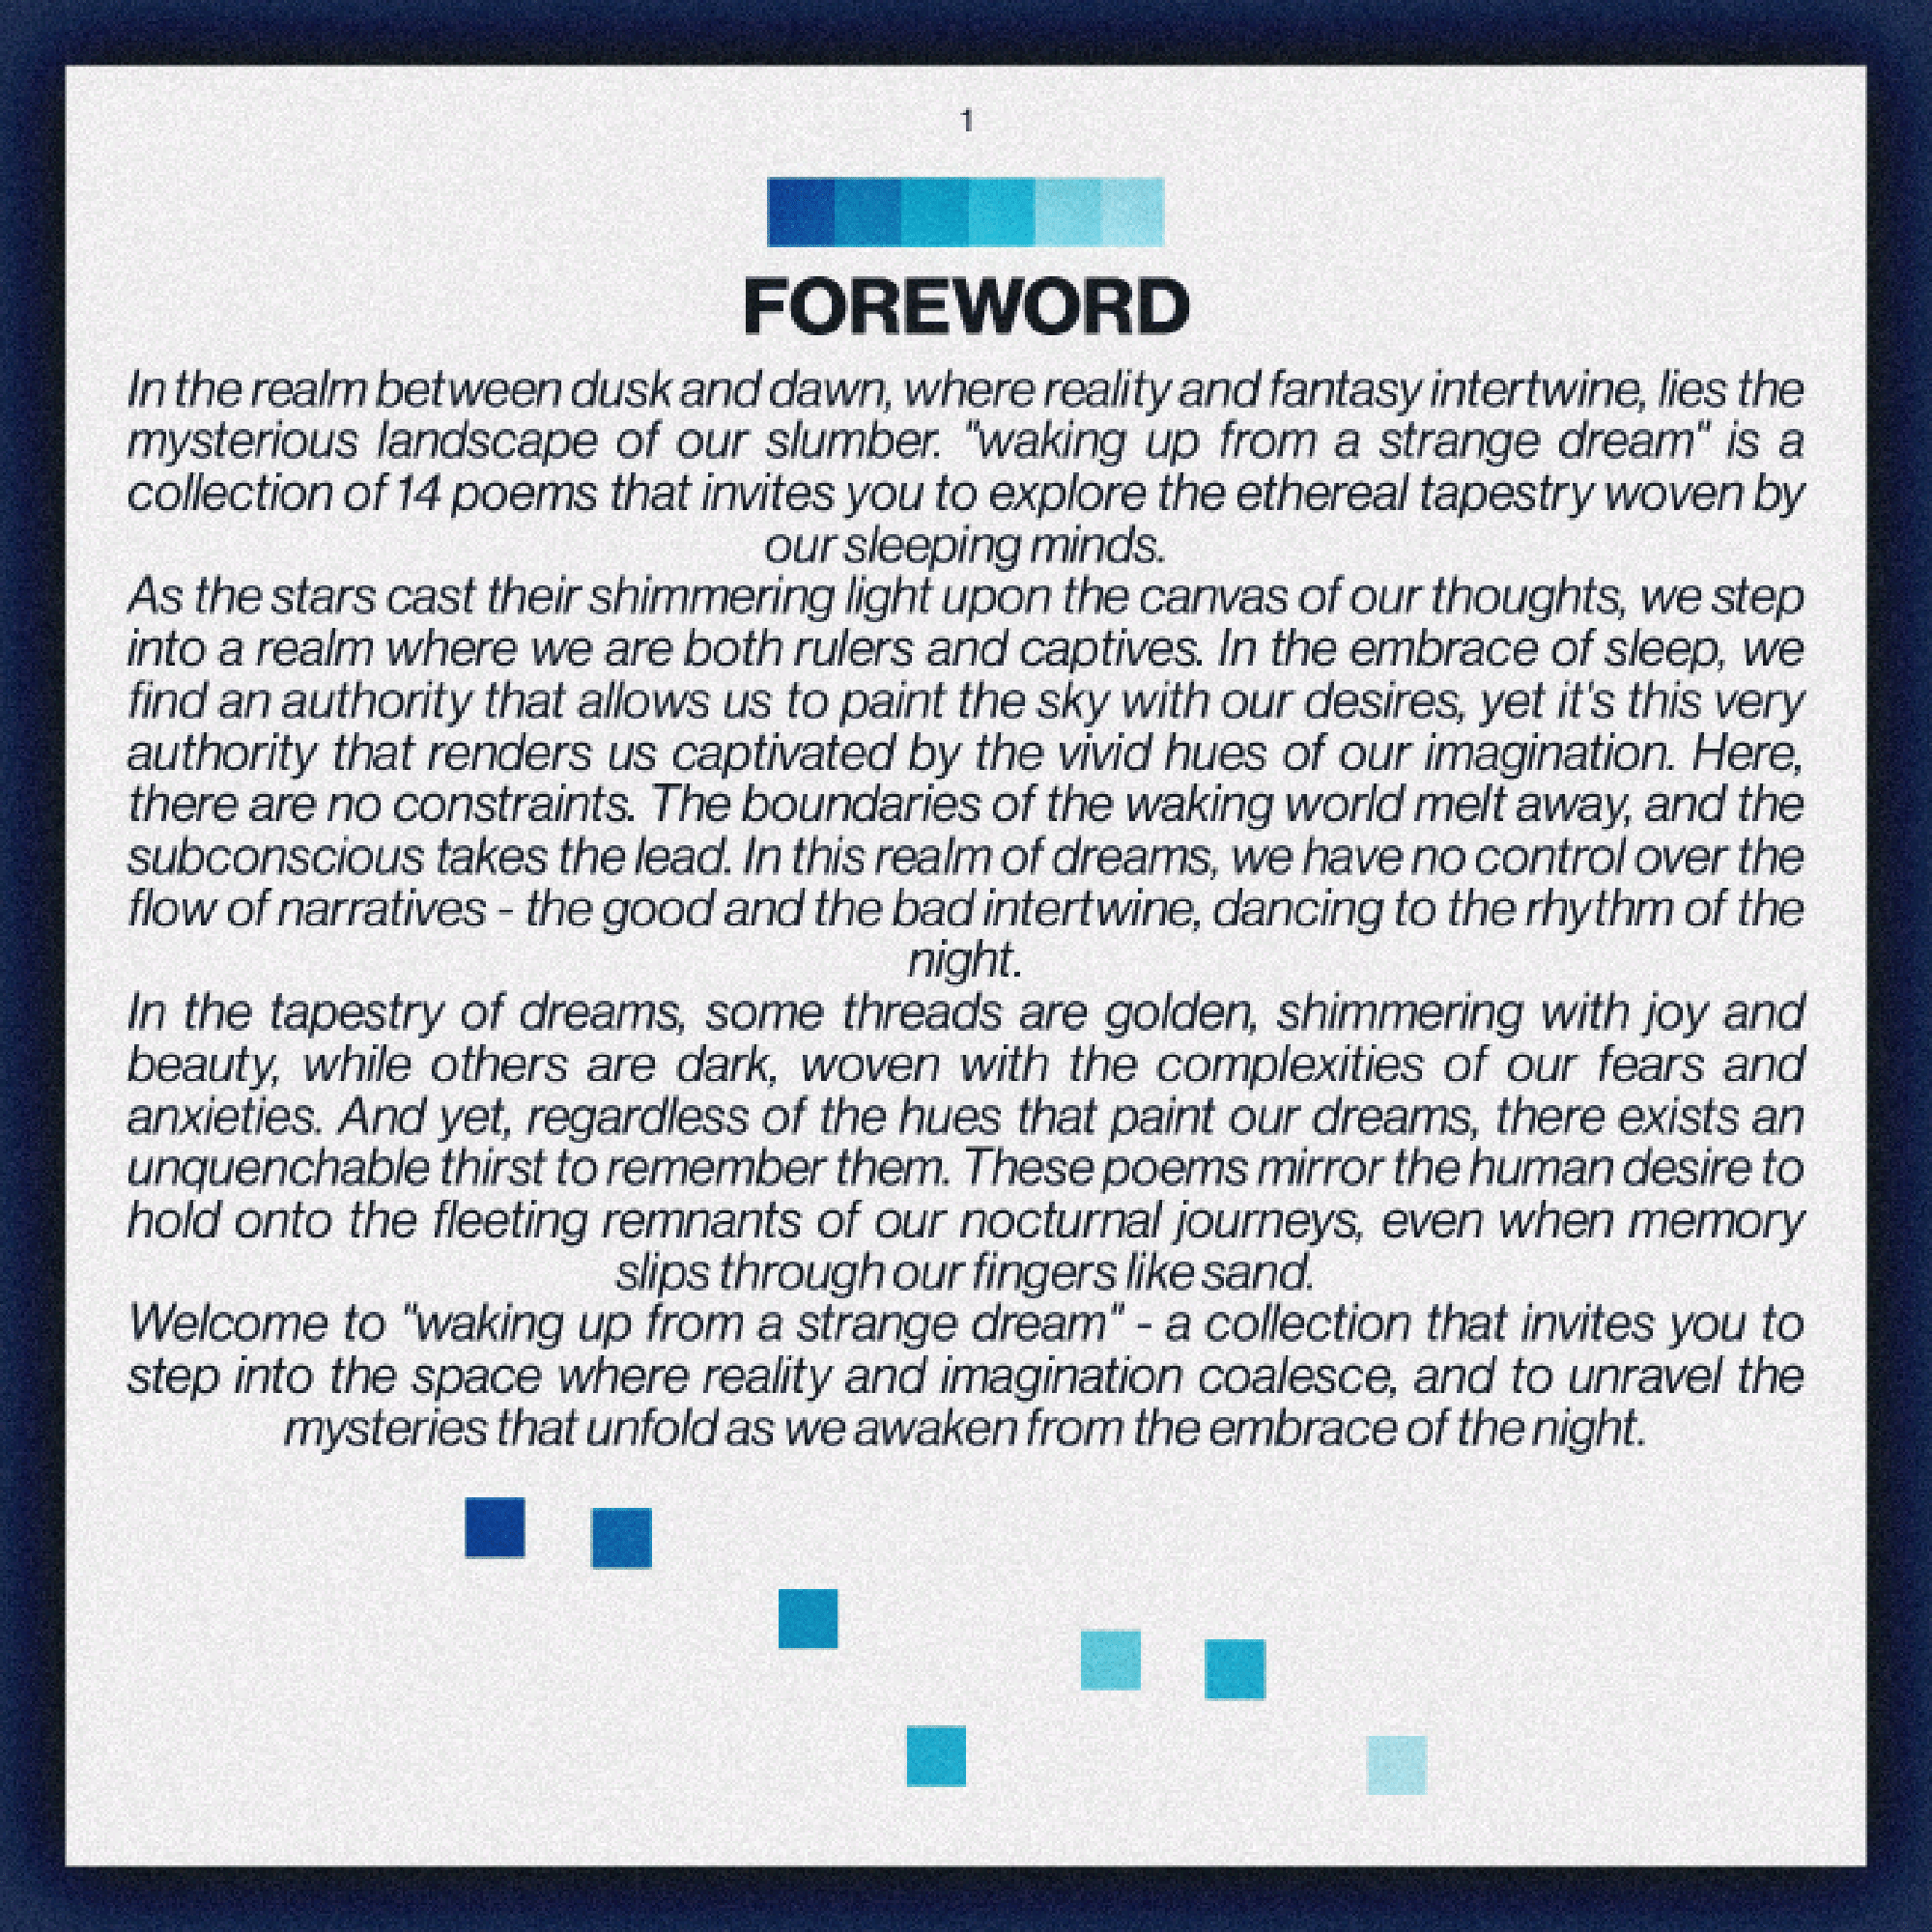 1
FOREWORD
In the realm between dusk and dawn, where reality and fantasy intertwine, lies the
mysterious landscape of our slumber. "waking up from a strange dream" is a
collection of 14 poems that invites you to explore the ethereal tapestry woven by
our sleeping minds.
As the stars cast their shimmering light upon the canvas of our thoughts, we step
into a realm where we are both rulers and captives. In the embrace of sleep, we
find an authority that allows us to paint the sky with our desires, yet it's this very
authority that renders us captivated by the vivid hues of our imagination. Here,
there are no constraints. The boundaries of the waking world melt away, and the
subconscious takes the lead. In this realm of dreams, we have no control over the
flow of narratives - the good and the bad intertwine, dancing to the rhythm of the
night.
In the tapestry of dreams, some threads are golden, shimmering with joy and
beauty, while others are dark, woven with the complexities of our fears and
anxieties. And yet, regardless of the hues that paint our dreams, there exists an
unquenchable thirst to remember them. These poems mirror the human desire to
hold onto the fleeting remnants of our nocturnal journeys, even when memory
slips through our fingers like sand.
Welcome to "waking up from a strange dream" - a collection that invites you to
step into the space where reality and imagination coalesce, and to unravel the
mysteries that unfold as we awaken from the embrace of the night.